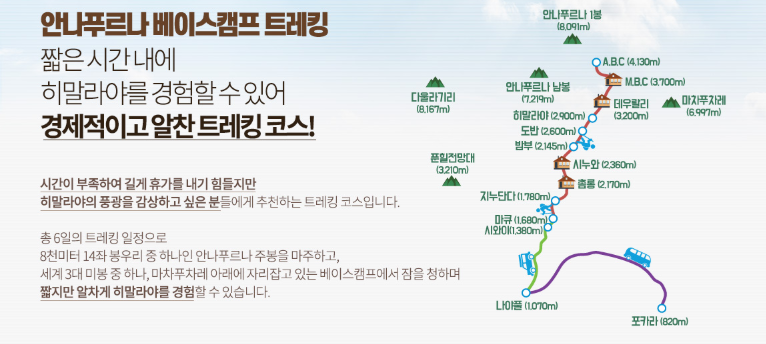 안나푸르나 베이스캠프 트레킹
짧은 시간 내에
히말라야를 경험할 수 있어
경제적이고 알찬 트레킹 코스!
시간이 부족하여 길게 휴가를 내기 힘들지만
히말라야의 풍광을 감상하고 싶은 분들에게 추천하는 트레킹 코스입니다.
총 6일의 트레킹 일정으로
8천미터 14좌 봉우리 중 하나인 안나푸르나 주봉을 마주하고,
세계 3대 미봉 중 하나, 마차푸차레 아래에 자리잡고 있는 베이스캠프에서 잠을 청하며
짧지만 알차게 히말라야를 경험할 수 있습니다.
안나푸르나 1봉
(8,091m)
A.B.C (4,130m)
M.B.C (3,700m)
안나푸르나 남봉
(7,219m)
다울라기리
(8,167m)
데우랄리
(3,200m)
마차푸차레
(6,997m)
히말라야 (2,900m)
도반 (2,600m)
밤부 (2,145m)
푼힐전망대
(3,210m)
시누와 (2,360m)
촘롱 (2,170m)
지누단다 (1,780m)
마큐 (1,680m)
시와이(1,380m)
나야풀 (1,070m)
포카라 (820m)